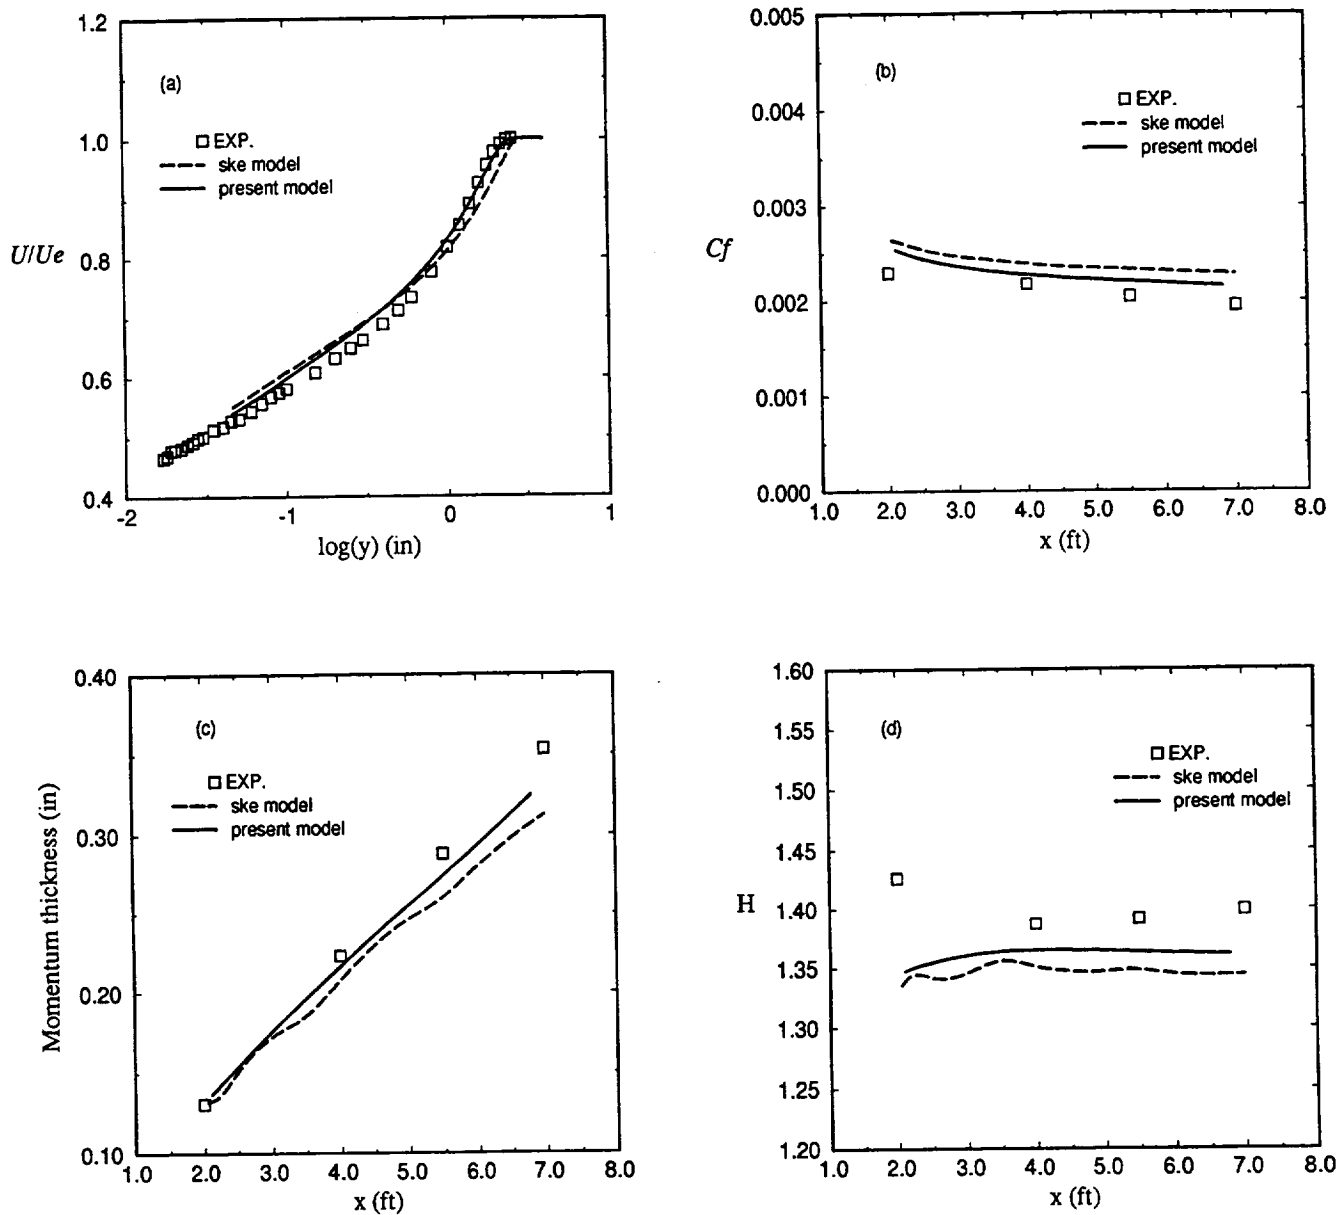 1.2
(a)
EXP.
ske model
present model
1.0
U/Ue
0.8
0.6
0.4
-2 -1 0 1
log(y) (in)
0.005
(b)
EXP.
ske model
present model
0.004
0.003
Cf
0.002
0.001
0.000
1.0 2.0 3.0 4.0 5.0 6.0 7.0 8.0
x (ft)
0.40
(c)
EXP.
ske model
present model
Momentum thickness (in)
0.30
0.20
0.10
1.0 2.0 3.0 4.0 5.0 6.0 7.0 8.0
x (ft)
1.60
(d)
1.55
EXP.
ske model
present model
1.50
1.45
H
1.40
1.35
1.30
1.25
1.20
1.0 2.0 3.0 4.0 5.0 6.0 7.0 8.0
x (ft)